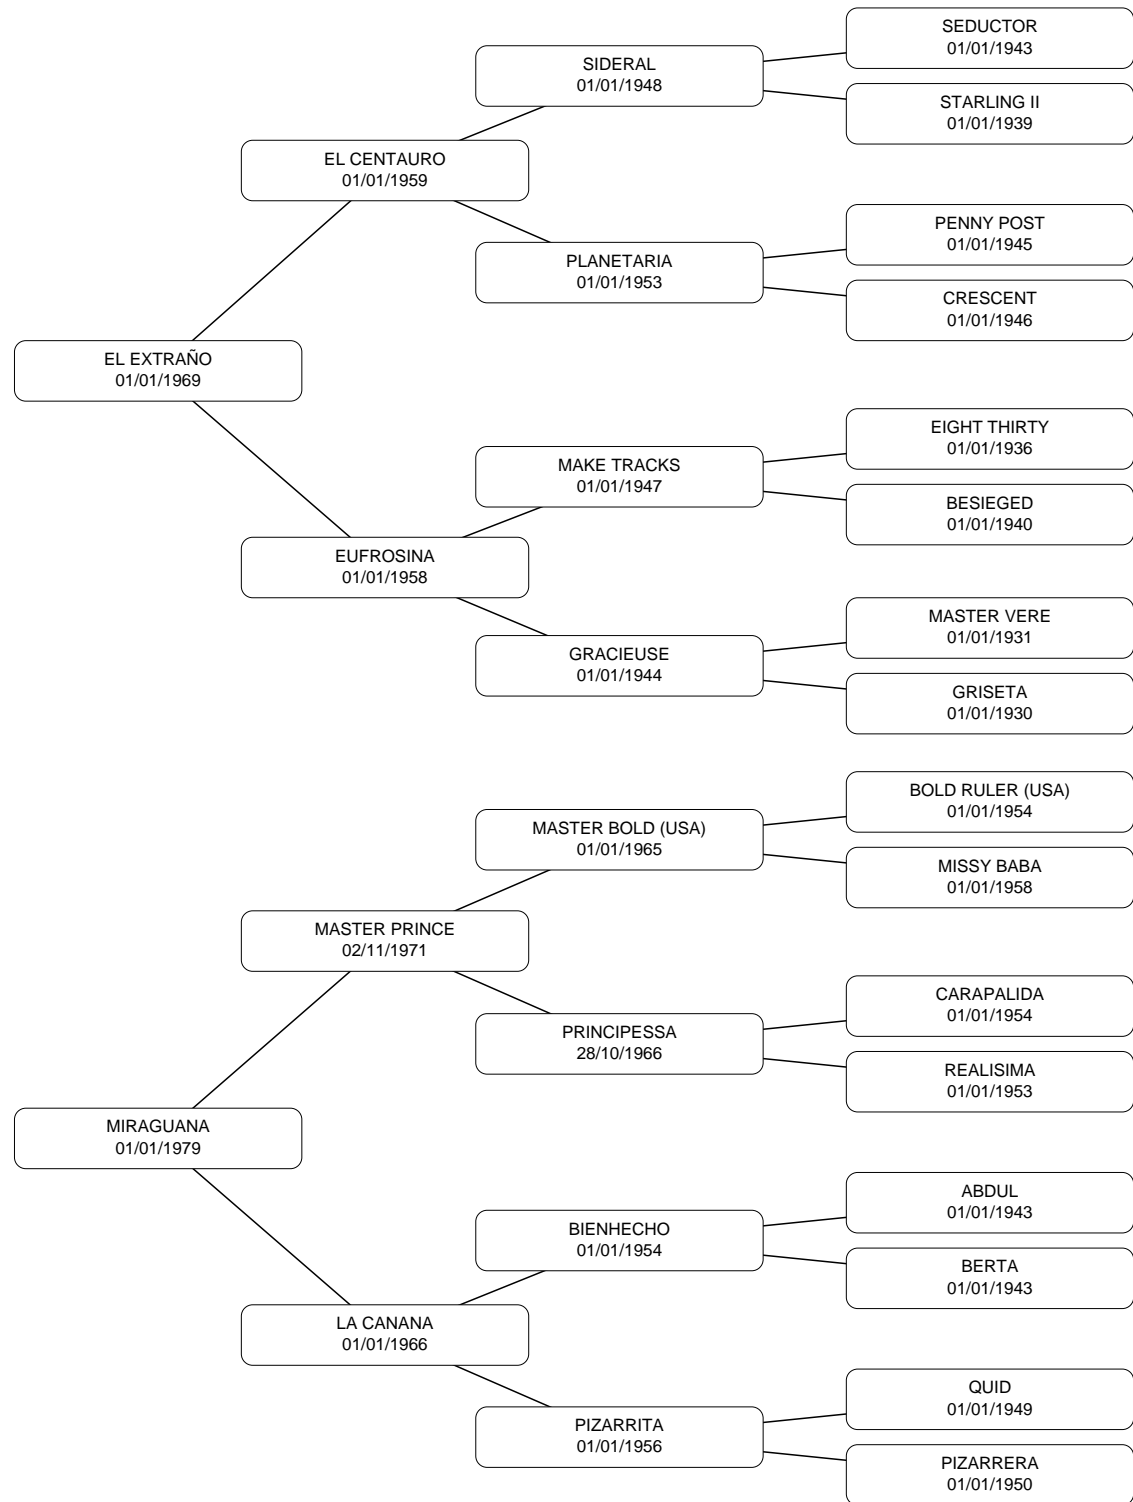 SEDUCTOR
01/01/1943
SIDERAL
01/01/1948
STARLING II
01/01/1939
EL CENTAURO
01/01/1959
PENNY POST
01/01/1945
PLANETARIA
01/01/1953
CRESCENT
01/01/1946
EL EXTRAÑO
01/01/1969
EIGHT THIRTY
01/01/1936
MAKE TRACKS
01/01/1947
BESIEGED
01/01/1940
EUFROSINA
01/01/1958
MASTER VERE
01/01/1931
GRACIEUSE
01/01/1944
GRISETA
01/01/1930
BOLD RULER (USA)
01/01/1954
MASTER BOLD (USA)
01/01/1965
MISSY BABA
01/01/1958
MASTER PRINCE
02/11/1971
CARAPALIDA
01/01/1954
PRINCIPESSA
28/10/1966
REALISIMA
01/01/1953
MIRAGUANA
01/01/1979
ABDUL
01/01/1943
BIENHECHO
01/01/1954
BERTA
01/01/1943
LA CANANA
01/01/1966
QUID
01/01/1949
PIZARRITA
01/01/1956
PIZARRERA
01/01/1950